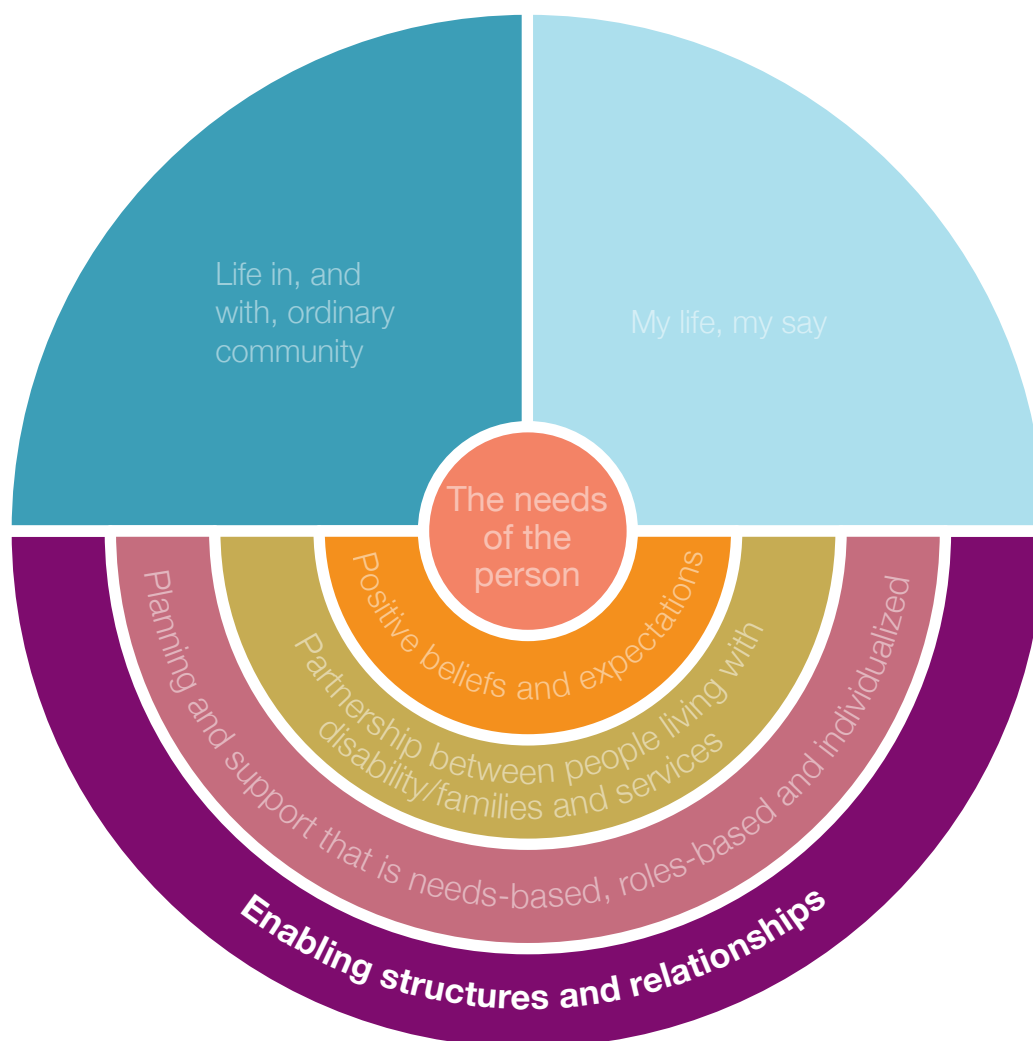 Life in, and
with, ordinary
community
My life, my say
The needs
of the
person
Positive beliefs and expectations
Partnership between people living with
disability/families and services
Planning and support that is needs-based, roles-based and individualized
Enabling structures and relationships